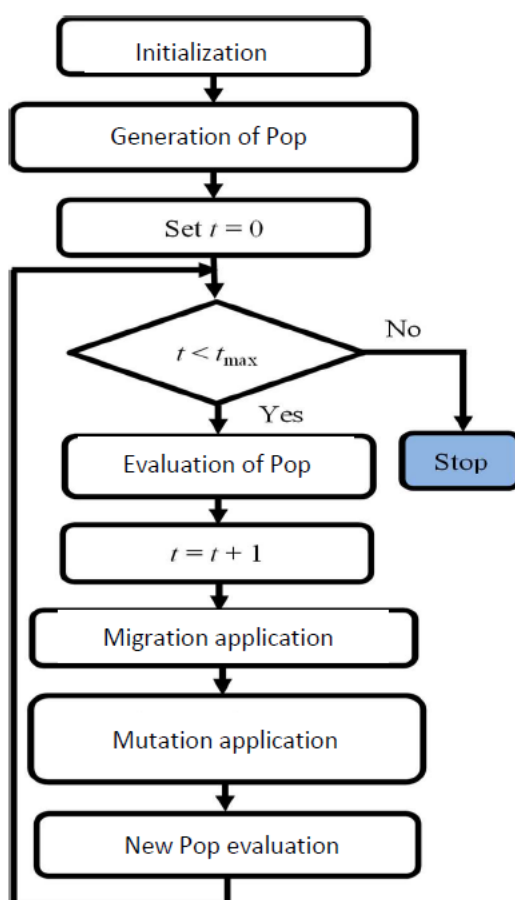 Initialization
Generation of Pop
Set t = 0
t < tmax
No
Yes
Evaluation of Pop
Stop
t = t + 1
Migration application
Mutation application
New Pop evaluation